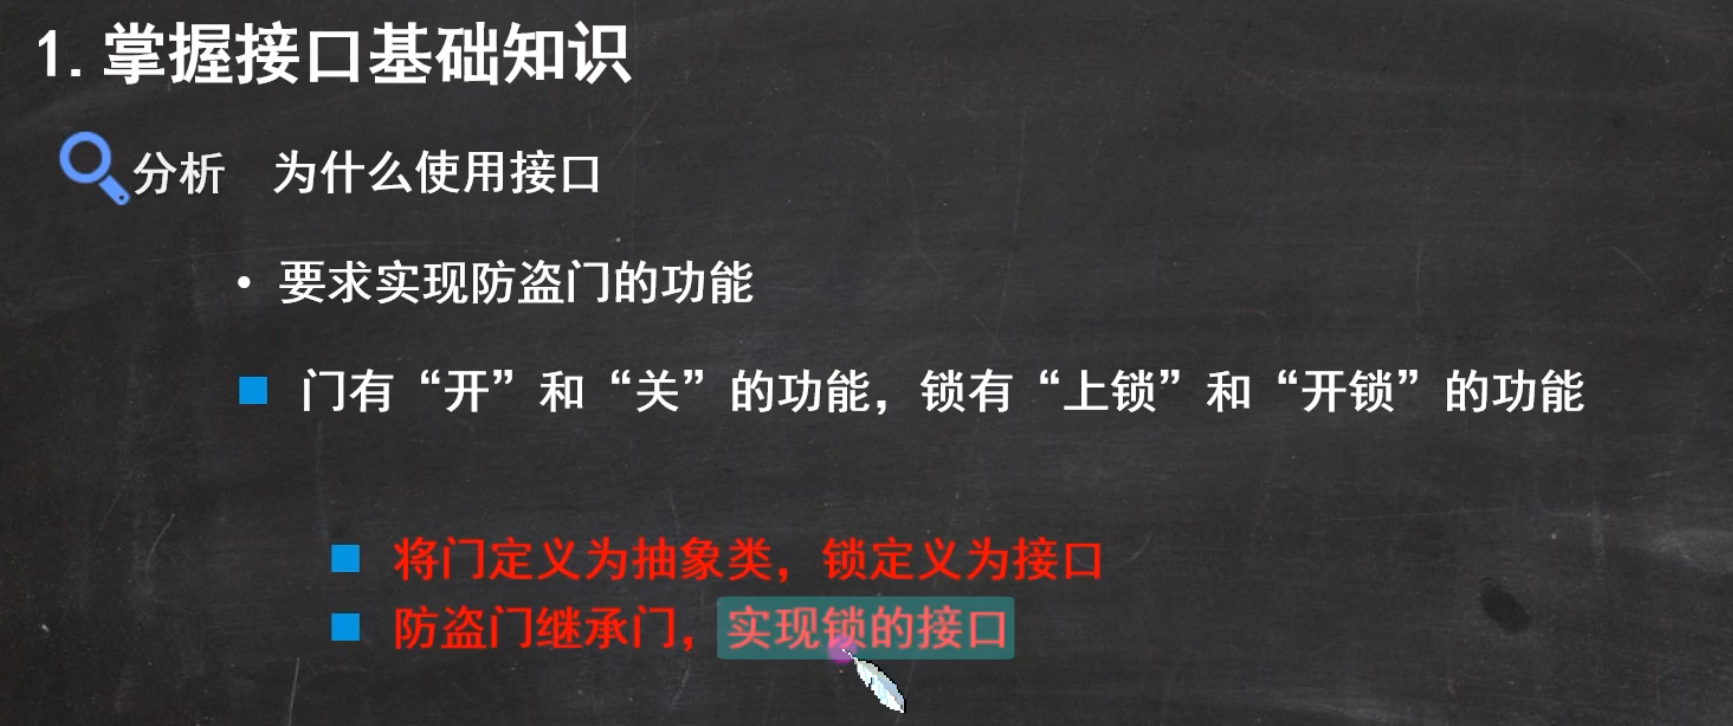 1.掌握接口基础知识
分析 为什么使用接口
• 要求实现防盗门的功能
门有“开”和“关”的功能，锁有“上锁”和“开锁”的功能
将门定义为抽象类，锁定义为接口
防盗门继承门，实现锁的接口